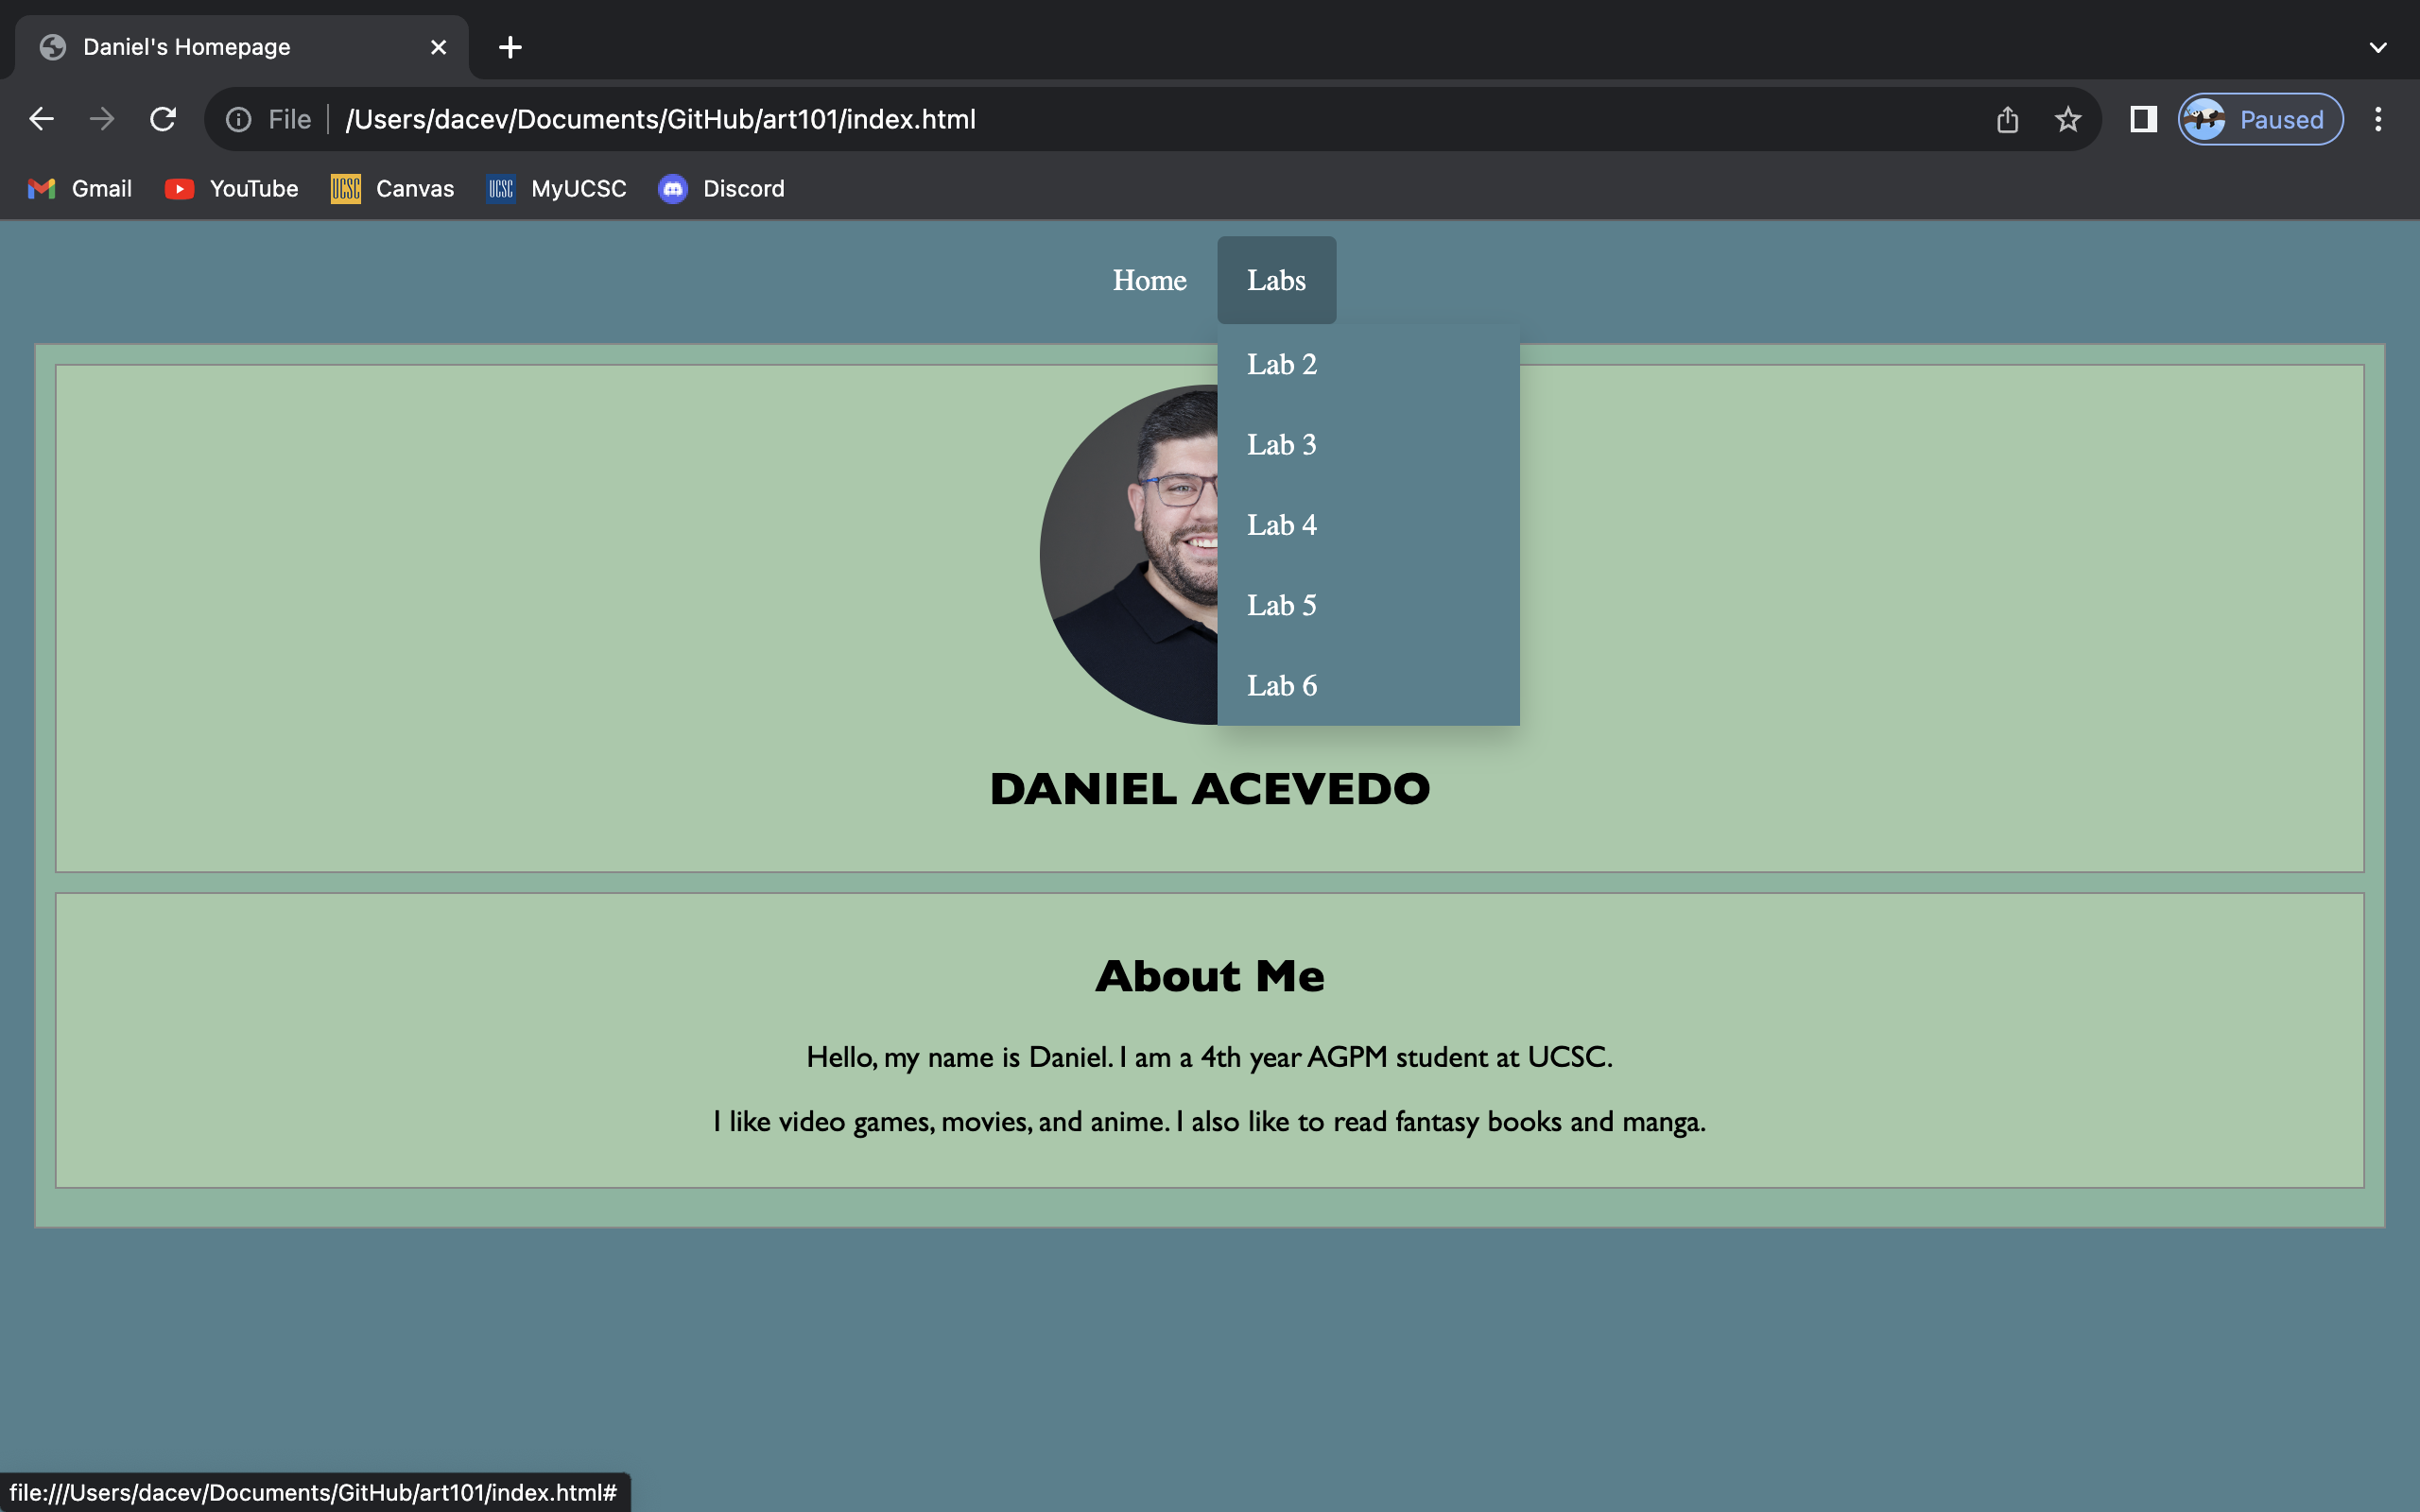 Daniel's Homepage
File /Users/dacev/Documents/GitHub/art101/index.html
Paused
Gmail YouTube UCSC Canvas UCSC MyUCSC Discord
Home Labs
Lab 2
Lab 3
Lab 4
Lab 5
Lab 6
DANIEL ACEVEDO
About Me
Hello, my name is Daniel. I am a 4th year AGPM student at UCSC.
I like video games, movies, and anime. I also like to read fantasy books and manga.
file:///Users/dacev/Documents/GitHub/art101/index.html#